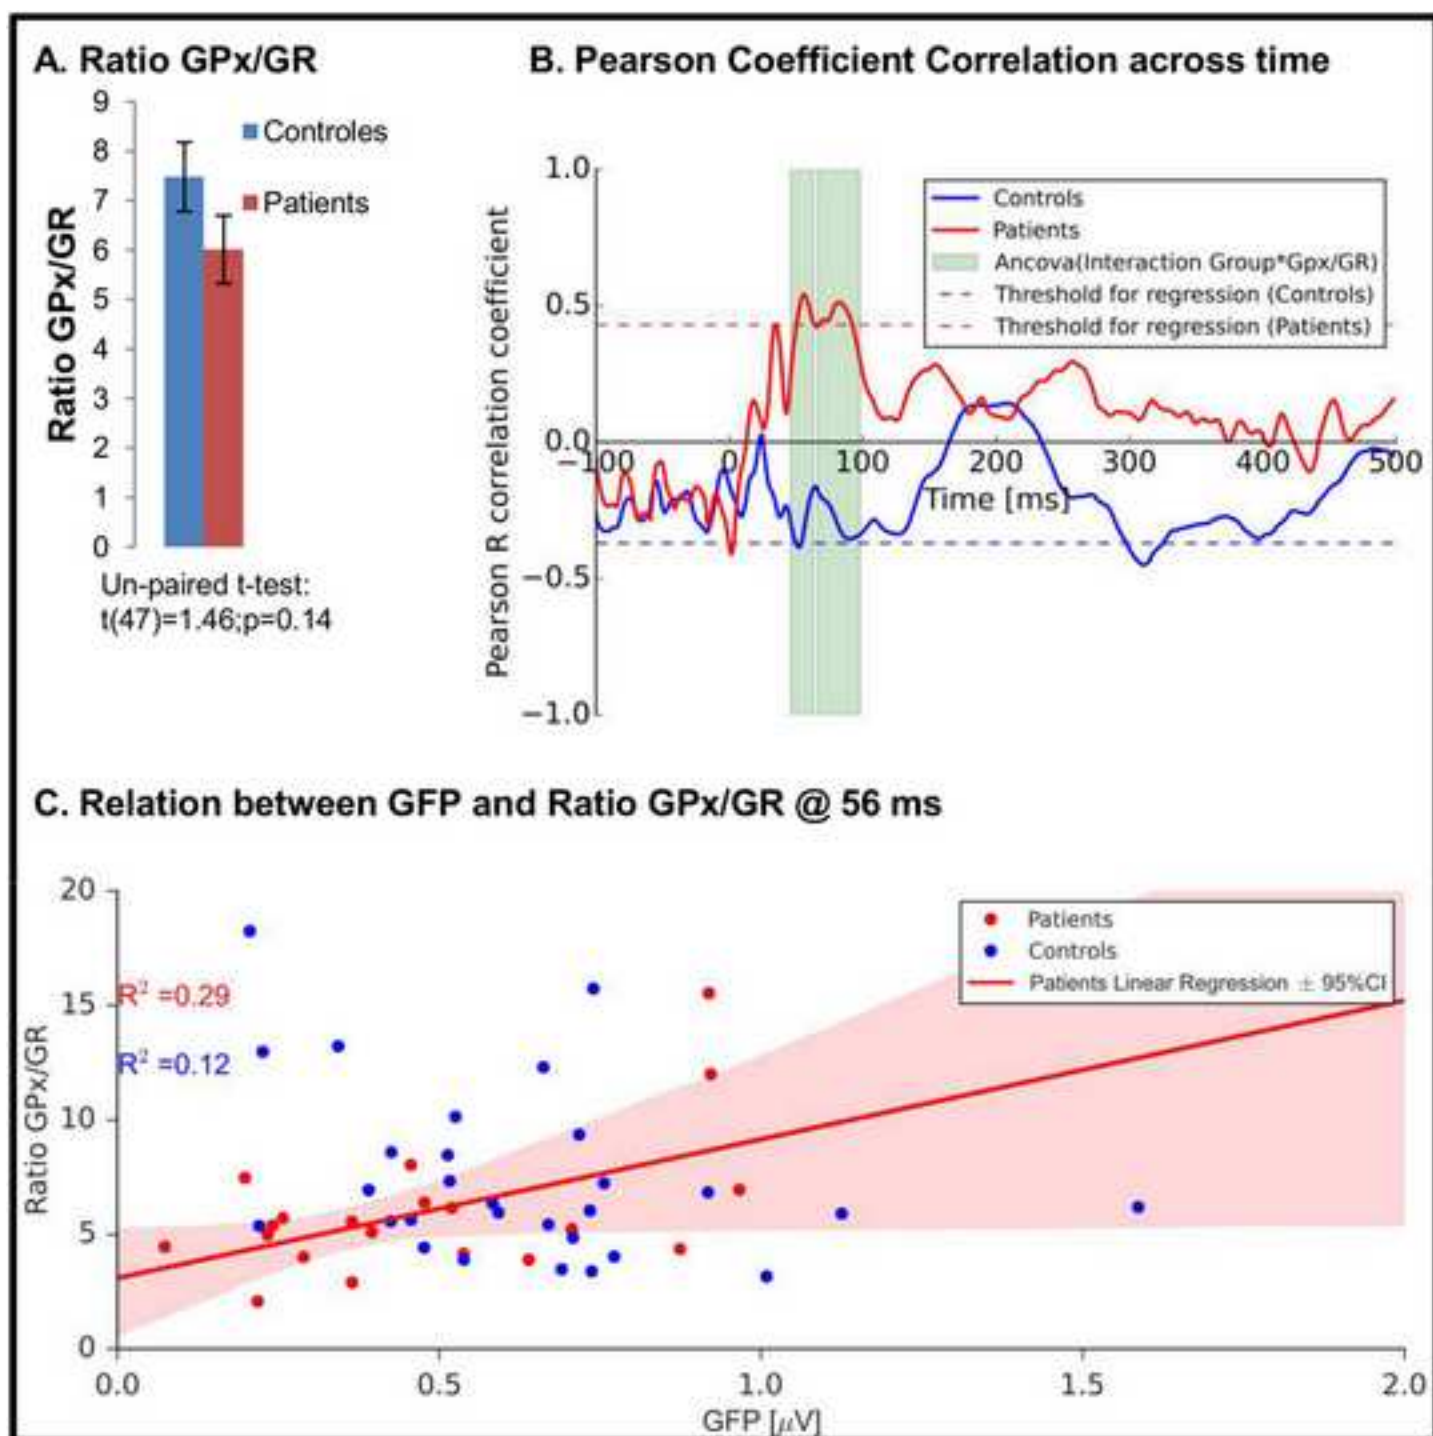 A. Ratio GPx/GR
9
8
7
6
5
4
3
2
1
0
Ratio GPx/GR
Controles
Patients
Un-paired t-test:
t(47)=1.46;p=0.14
B. Pearson Coefficient Correlation across time
1.0
0.5
0.0
−0.5
−1.0
Pearson R correlation coefficient
Controls
Patients
Ancova(Interaction Group*Gpx/GR)
Threshold for regression (Controls)
Threshold for regression (Patients)
−100 0 100 200 300 400 500
Time [ms]
C. Relation between GFP and Ratio GPx/GR @ 56 ms
20
15
10
5
0
Ratio GPx/GR
R² =0.29
R² =0.12
Patients
Controls
Patients Linear Regression ± 95%CI
0.0 0.5 1.0 1.5 2.0
GFP [μV]